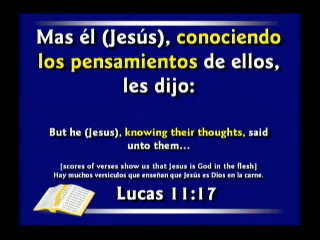 Mas él (Jesús), conociendo
los pensamientos de ellos,
les dijo:
But he (Jesus), knowing their thoughts, said
unto them...
[scores of verses show us that Jesus is God in the flesh]
Hay muchos versículos que enseñan que Jesús es Dios en la carne.
Lucas 11:17